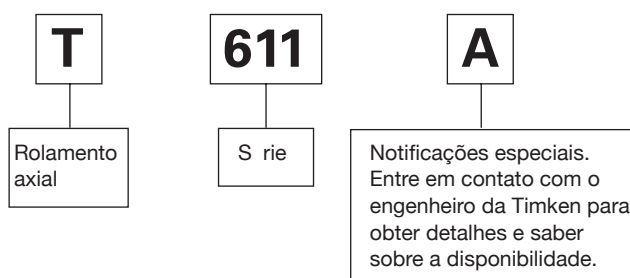 T 611 A
Rolamento
axial
S rie
Notificações especiais.
Entre em contato com o
engenheiro da Timken para
obter detalhes e saber
sobre a disponibilidade.